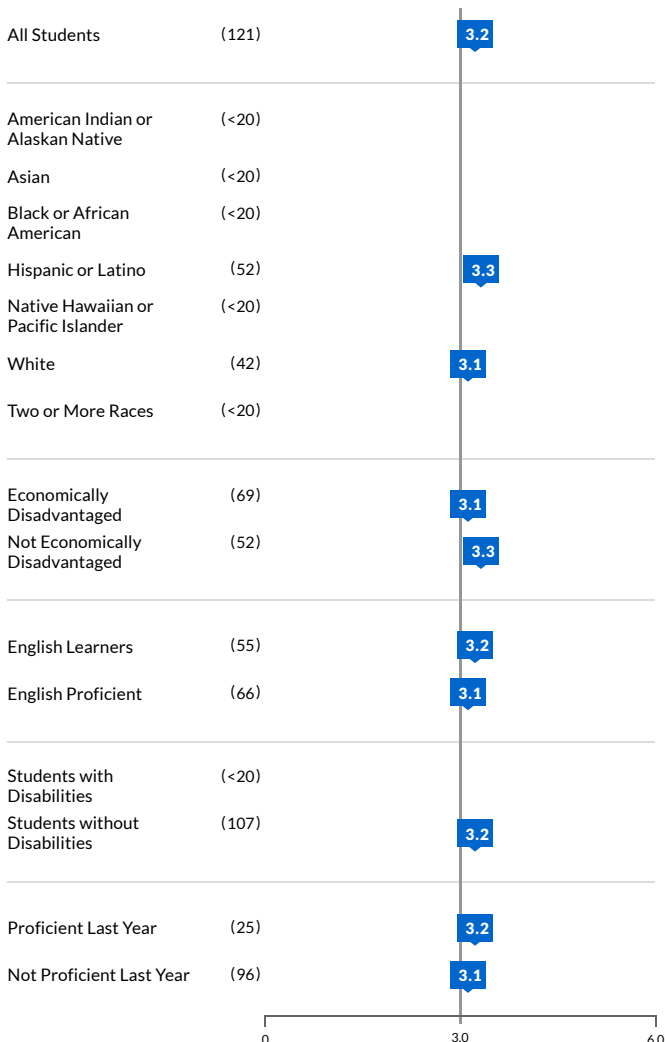 All Students (121) 3.2
American Indian or (<20)
Alaskan Native
Asian (<20)
Black or African (<20)
American
Hispanic or Latino (52) 3.3
Native Hawaiian or (<20)
Pacific Islander
White (42) 3.1
Two or More Races (<20)
Economically (69) 3.1
Disadvantaged
Not Economically (52) 3.3
Disadvantaged
English Learners (55) 3.2
English Proficient (66) 3.1
Students with (<20)
Disabilities
Students without (107) 3.2
Disabilities
Proficient Last Year (25) 3.2
Not Proficient Last Year (96) 3.1
0 3.0 6.0